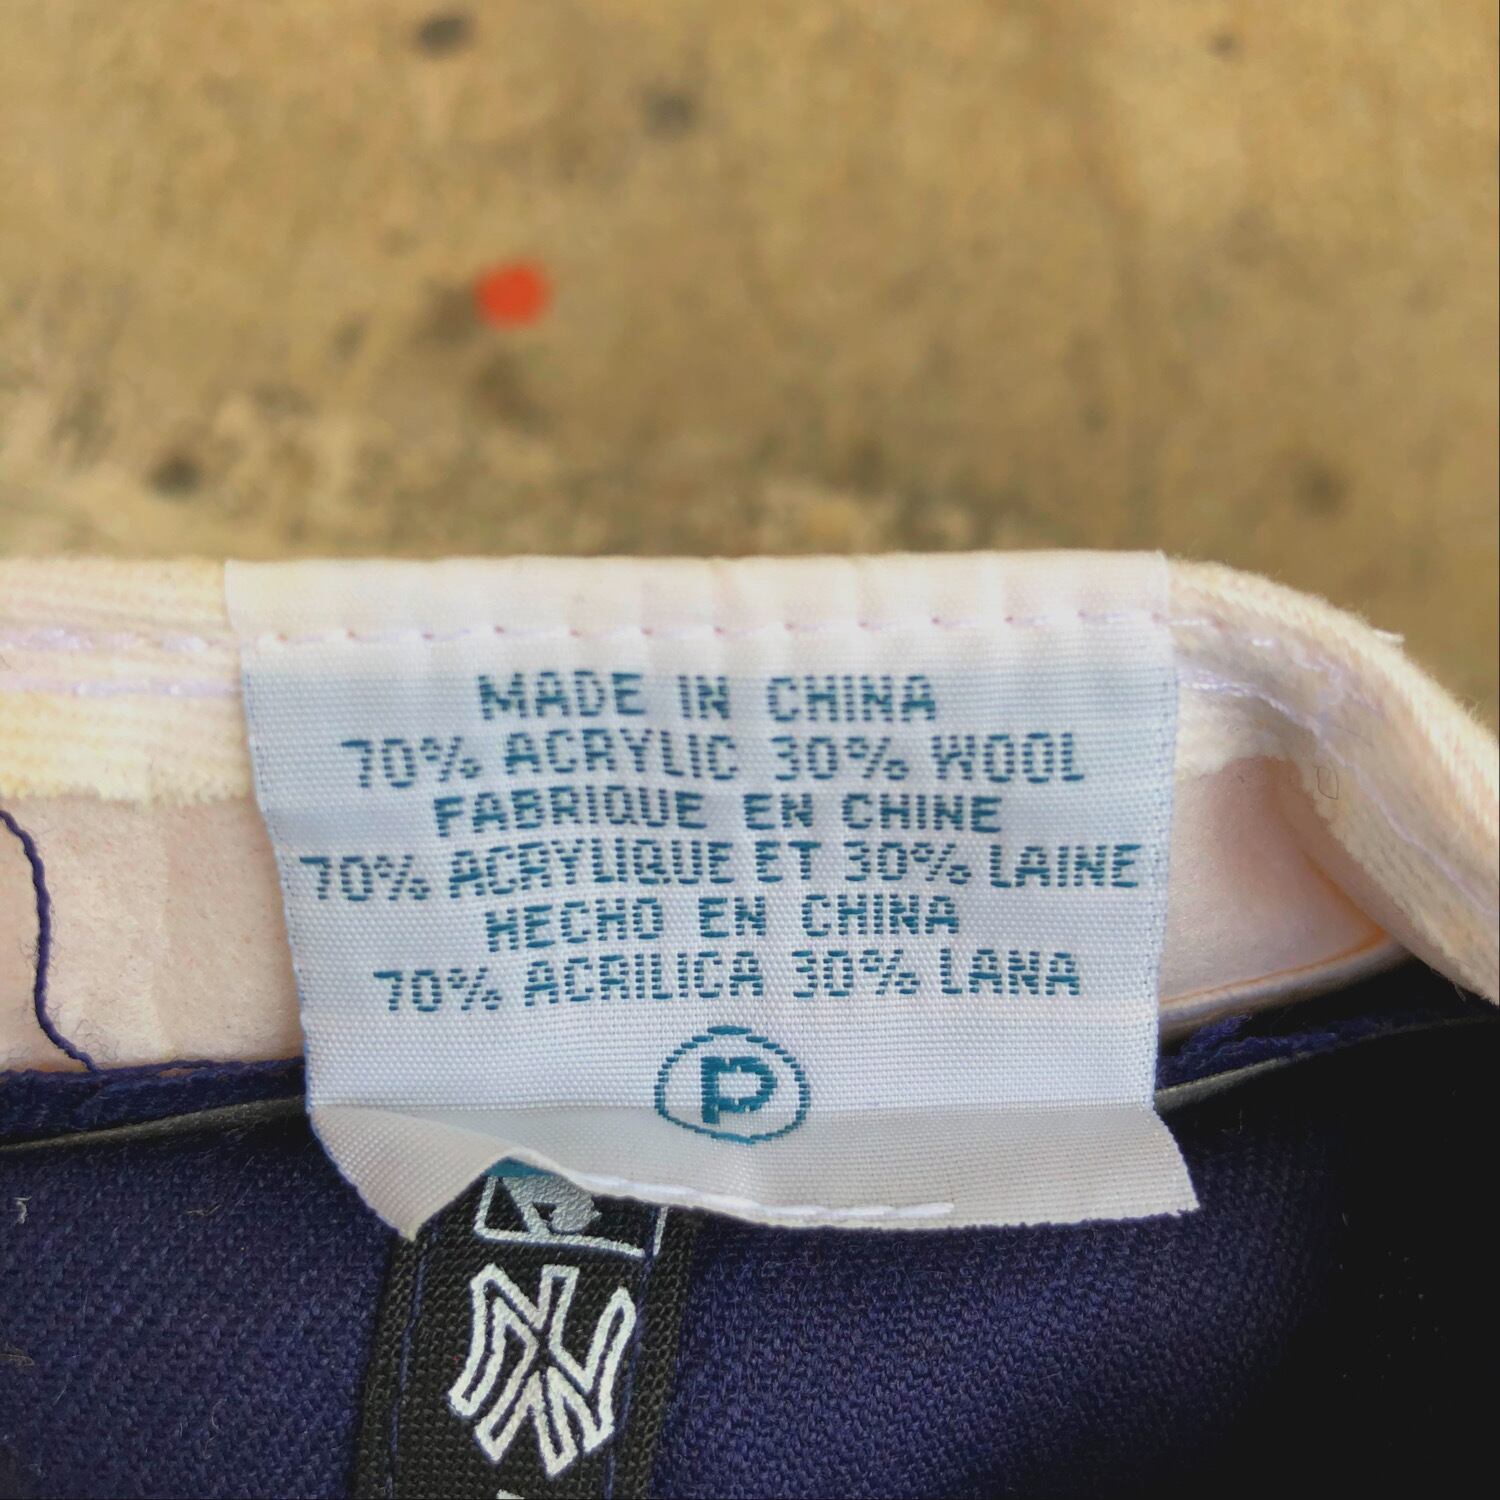 MADE IN CHINA
70% ACRYLIC 30% WOOL
FABRIQUE EN CHINE
70% ACRYLIQUE ET 30% LAINE
HECHO EN CHINA
70% ACRILICA 30% LANA
P
NY